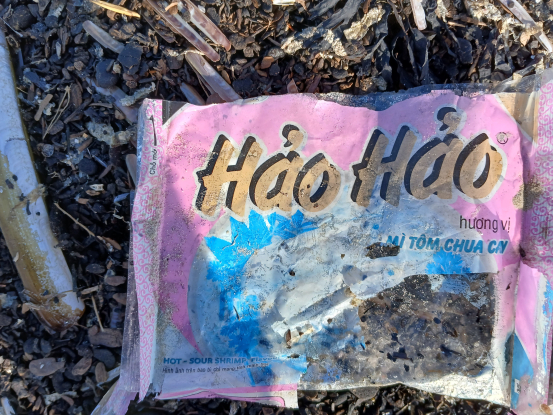 Hảo Hảo
hương vị
MÌ TÔM CHUA CAY
HOT - SOUR SHRIMP